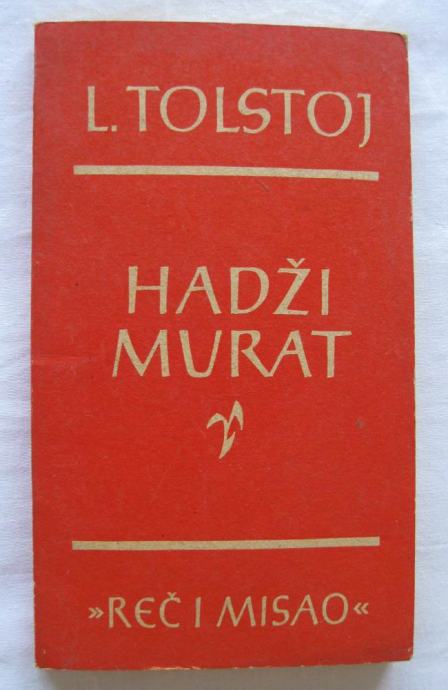 L. TOLSTOJ
HADŽI
MURAT
»REČ I MISAO«